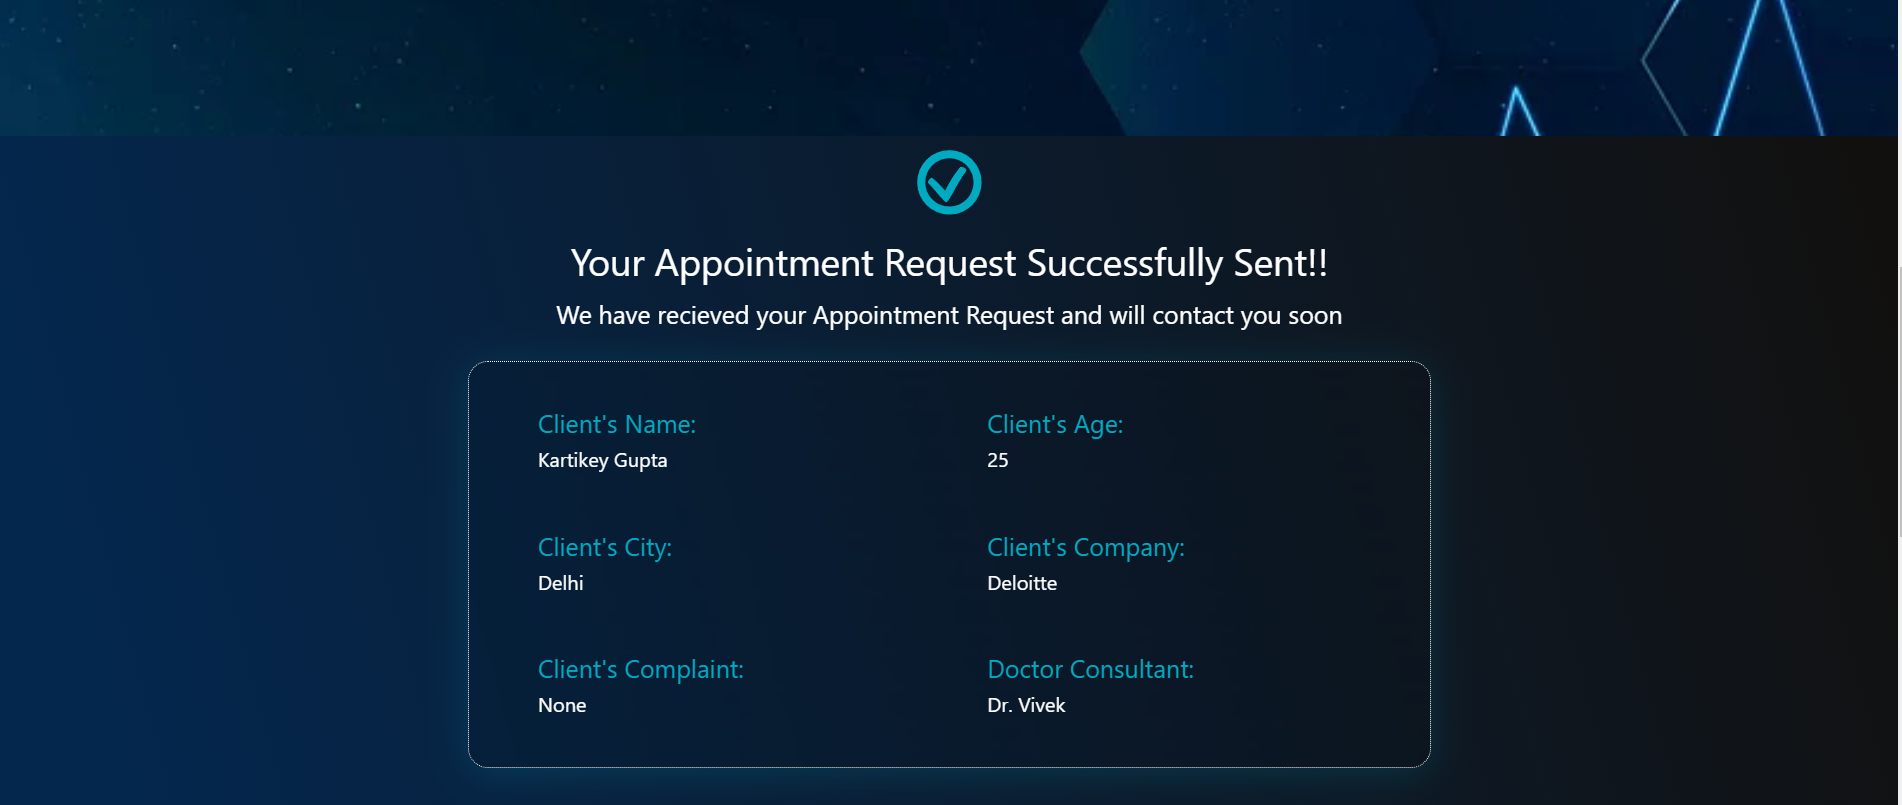 Your Appointment Request Successfully Sent!!
We have recieved your Appointment Request and will contact you soon
Client's Name:
Kartikey Gupta
Client's Age:
25
Client's City:
Delhi
Client's Company:
Deloitte
Client's Complaint:
None
Doctor Consultant:
Dr. Vivek